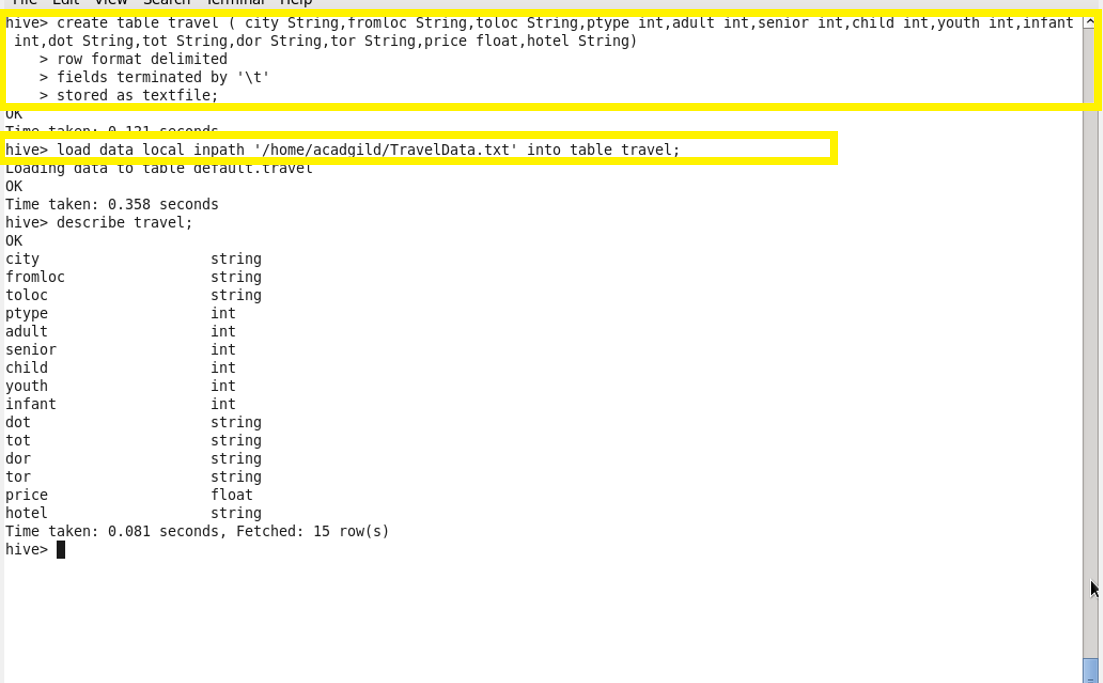 File Edit View Search Terminal Help
hive> create table travel ( city String,fromloc String,toloc String,ptype int,adult int,senior int,child int,youth int,infant
int,dot String,tot String,dor String,tor String,price float,hotel String)
> row format delimited
> fields terminated by '\t'
> stored as textfile;
OK
Time taken: 0.121 seconds
hive> load data local inpath '/home/acadgild/TravelData.txt' into table travel;
Loading data to table default.travel
OK
Time taken: 0.358 seconds
hive> describe travel;
OK
city string
fromloc string
toloc string
ptype int
adult int
senior int
child int
youth int
infant int
dot string
tot string
dor string
tor string
price float
hotel string
Time taken: 0.081 seconds, Fetched: 15 row(s)
hive>